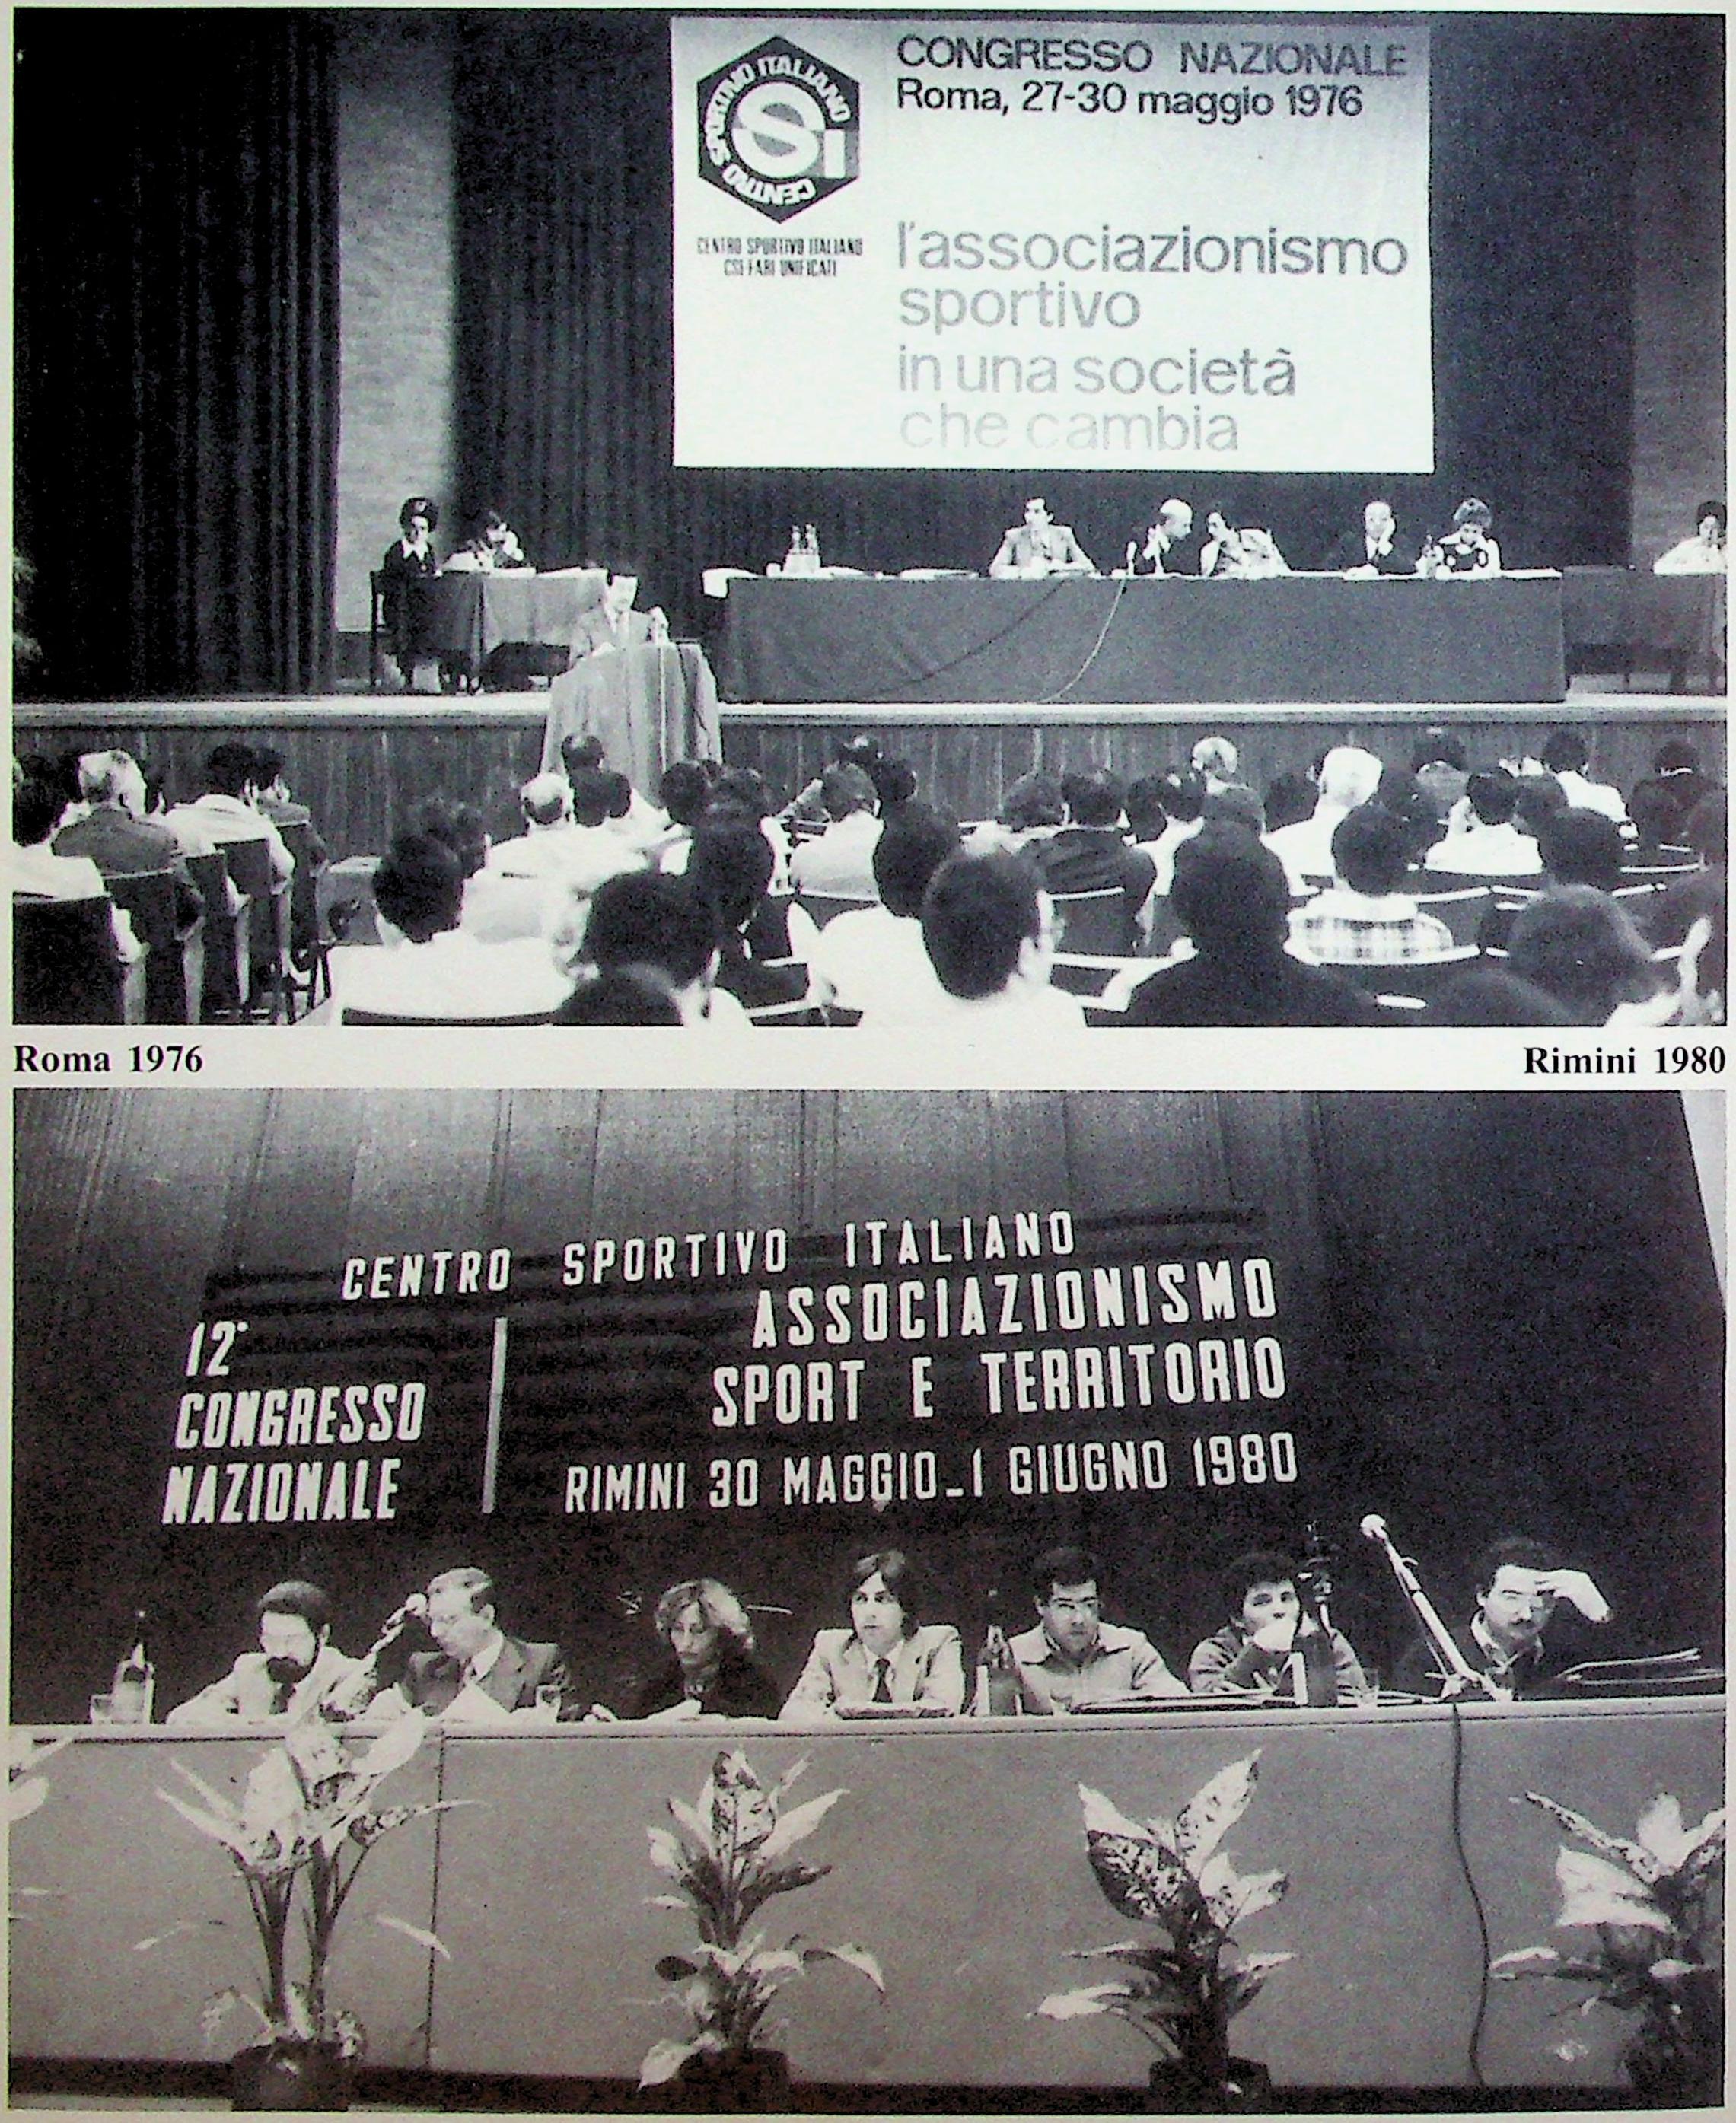 CONGRESSO NAZIONALE
Roma, 27-30 maggio 1976
CENTRO SPORTIVO ITALIANO
Si
CENTRO SPORTIVO ITALIANO
CSI-FARI UNIFICATI
l'associazionismo
sportivo
in una società
che cambia
Roma 1976
Rimini 1980
CENTRO SPORTIVO ITALIANO
12°
CONGRESSO
NAZIONALE
ASSOCIAZIONISMO
SPORT E TERRITORIO
RIMINI 30 MAGGIO-1 GIUGNO 1980